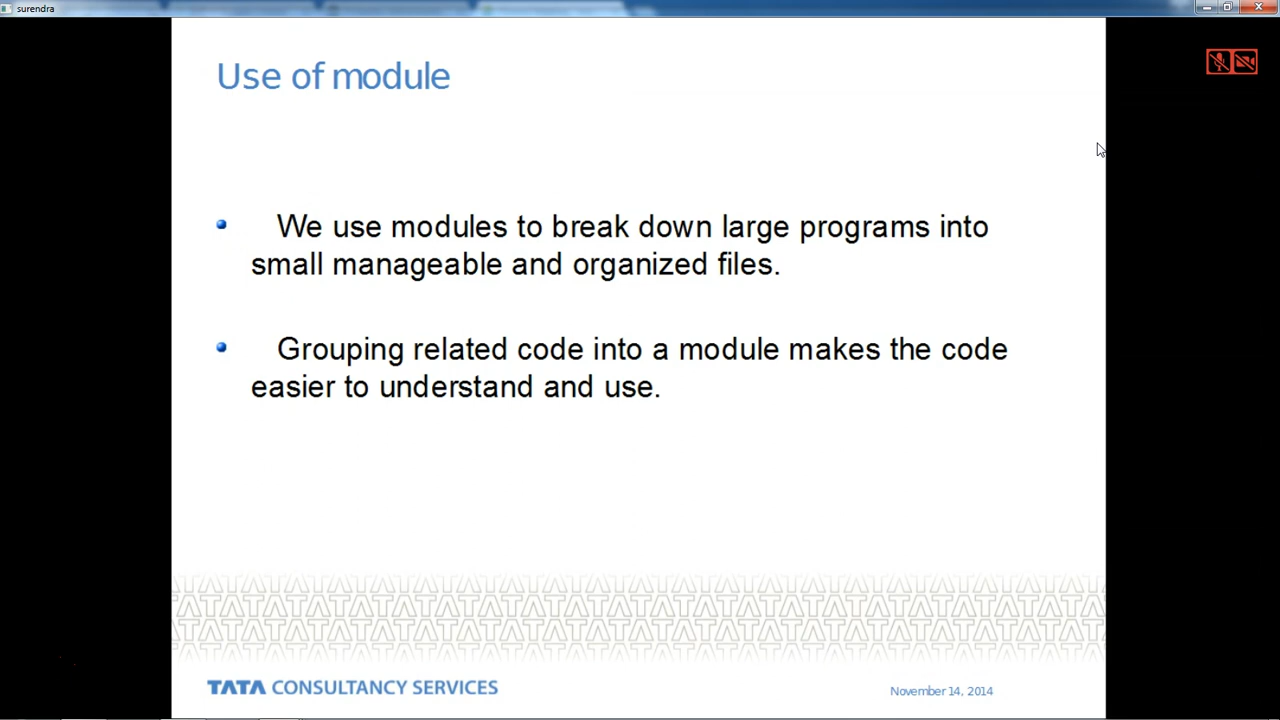 surendra
Use of module
We use modules to break down large programs into
small manageable and organized files.
Grouping related code into a module makes the code
easier to understand and use.
TATA CONSULTANCY SERVICES
November 14, 2014